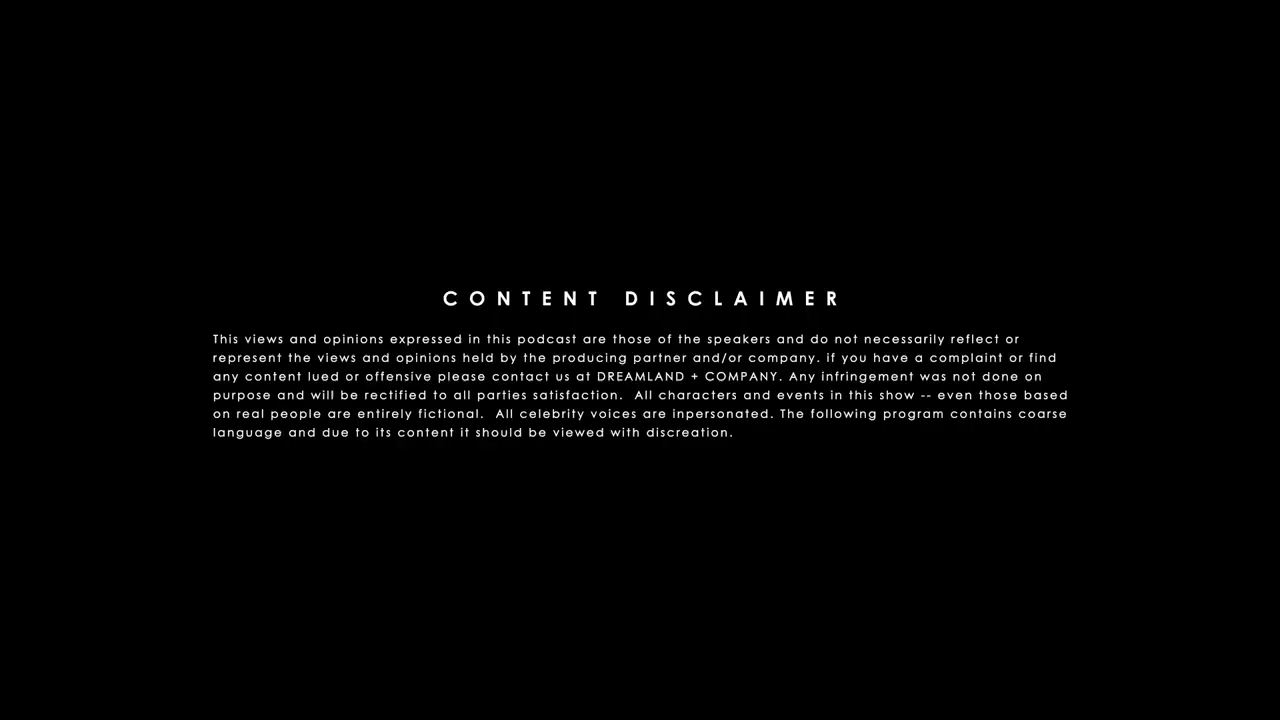 CONTENT DISCLAIMER
This views and opinions expressed in this podcast are those of the speakers and do not necessarily reflect or
represent the views and opinions held by the producing partner and/or company. if you have a complaint or find
any content lued or offensive please contact us at DREAMLAND + COMPANY. Any infringement was not done on
purpose and will be rectified to all parties satisfaction.  All characters and events in this show -- even those based
on real people are entirely fictional.  All celebrity voices are inpersonated. The following program contains coarse
language and due to its content it should be viewed with discreation.